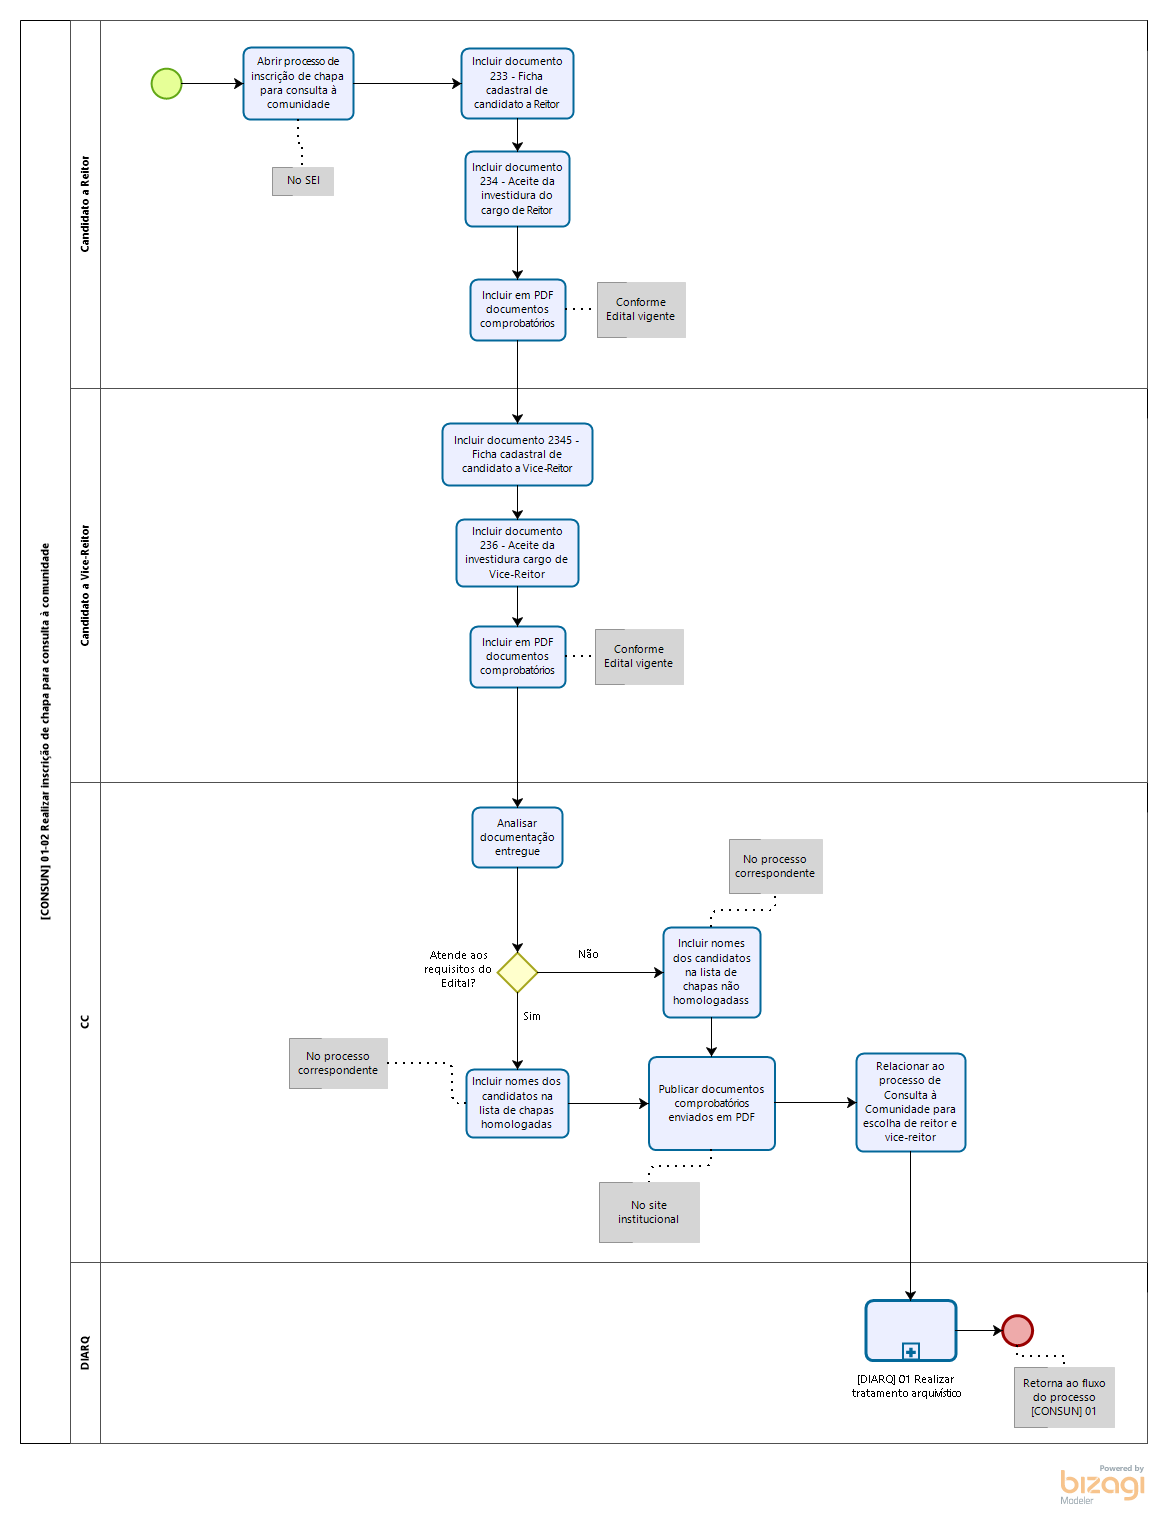 [CONSUN] 01-02 Realizar inscrição de chapa para consulta à comunidade
Candidato a Reitor
Abrir processo de
inscrição de chapa
para consulta à
comunidade
No SEI
Incluir documento
233 - Ficha
cadastral de
candidato a Reitor
Incluir documento
234 - Aceite da
investidura do
cargo de Reitor
Incluir em PDF
documentos
comprobatórios
Conforme
Edital vigente
Candidato a Vice-Reitor
Incluir documento 2345 -
Ficha cadastral de
candidato a Vice-Reitor
Incluir documento
236 - Aceite da
investidura cargo de
Vice-Reitor
Incluir em PDF
documentos
comprobatórios
Conforme
Edital vigente
CC
Analisar
documentação
entregue
Atende aos
requisitos do
Edital?
Não
Sim
No processo
correspondente
Incluir nomes
dos candidatos
na lista de
chapas não
homologadass
No processo
correspondente
Incluir nomes dos
candidatos na
lista de chapas
homologadas
Publicar documentos
comprobatórios
enviados em PDF
No site
institucional
Relacionar ao
processo de
Consulta à
Comunidade para
escolha de reitor e
vice-reitor
DIARQ
[DIARQ] 01 Realizar
tratamento arquivístico
Retorna ao fluxo
do processo
[CONSUN] 01
Powered by
bizagi
Modeler